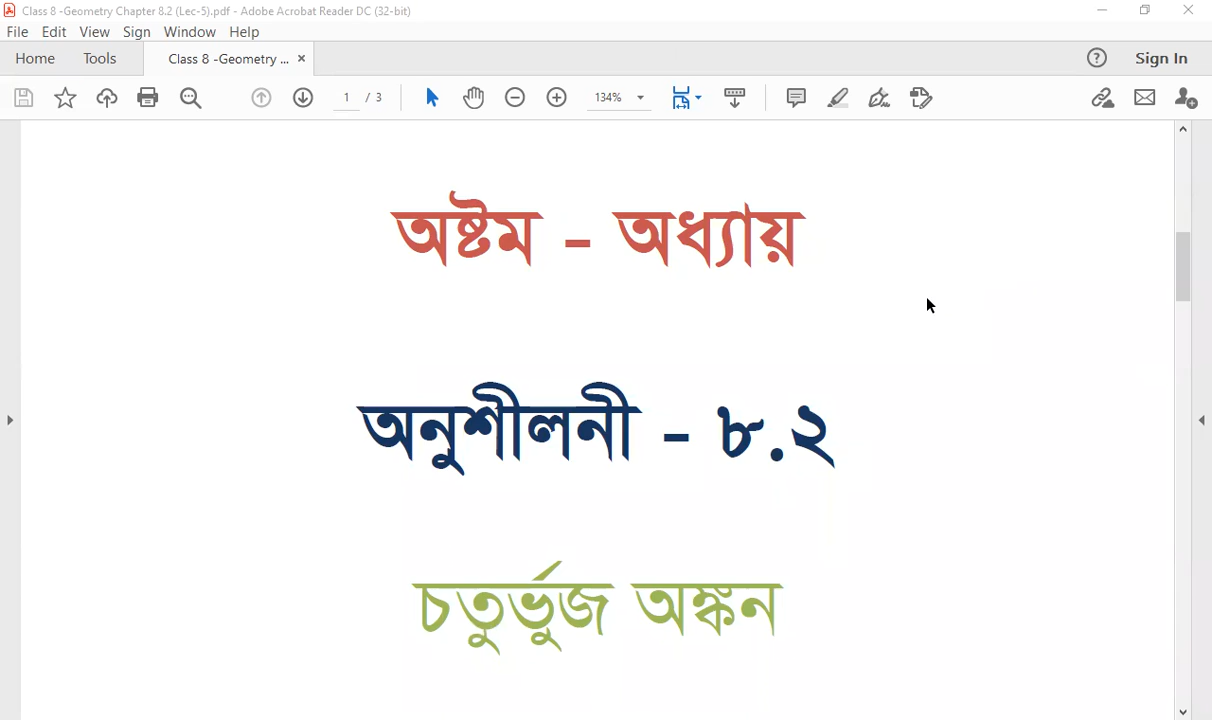 Class 8 -Geometry Chapter 8.2 (Lec-5).pdf - Adobe Acrobat Reader DC (32-bit)
File Edit View Sign Window Help
Home Tools Class 8 -Geometry ... × Sign In
1 / 3 134%
অষ্টম - অধ্যায়
অনুশীলনী - ৮.২
চতুর্ভুজ অঙ্কন